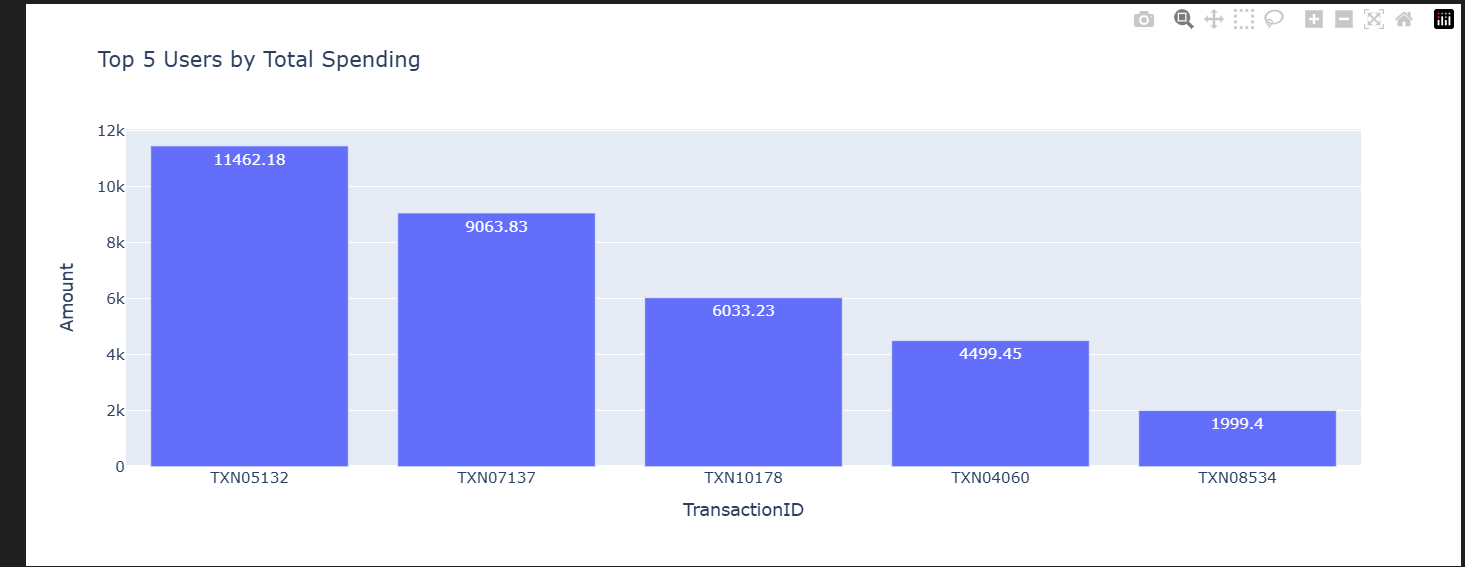 Top 5 Users by Total Spending
12k
10k
8k
6k
4k
2k
0
Amount
11462.18
9063.83
6033.23
4499.45
1999.4
TXN05132
TXN07137
TXN10178
TXN04060
TXN08534
TransactionID